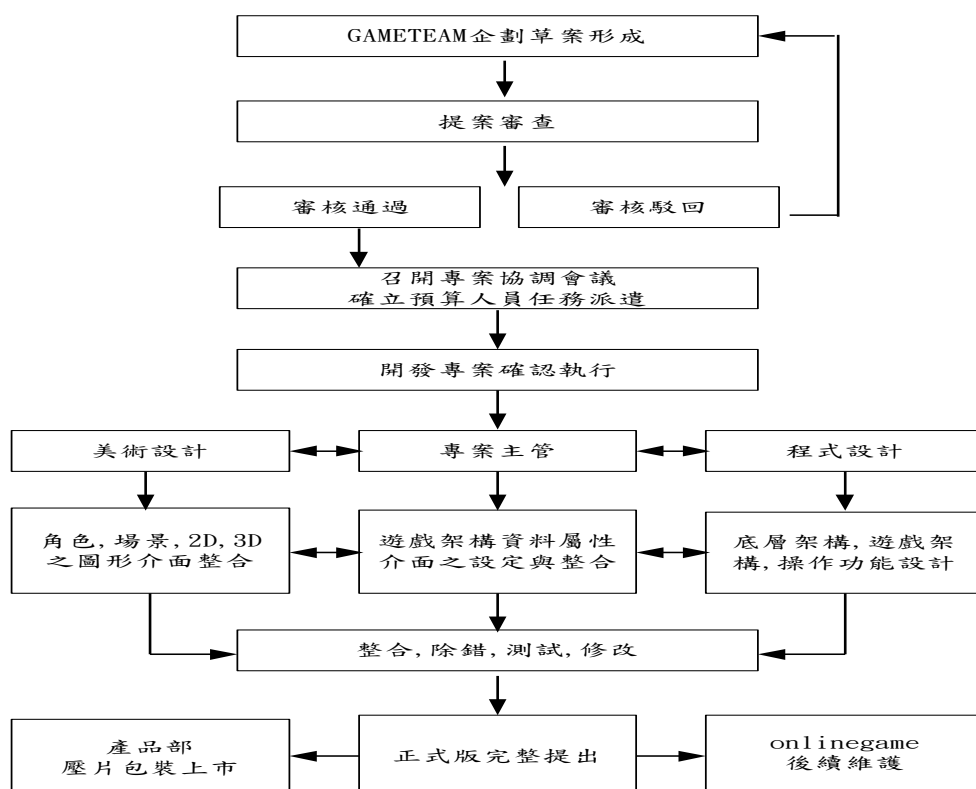 GAMETEAM企劃草案形成
提案審查
審核通過
審核駁回
召開專案協調會議
確立預算人員任務派遣
開發專案確認執行
美術設計
專案主管
程式設計
角色,場景,2D,3D
之圖形介面整合
遊戲架構資料屬性
介面之設定與整合
底層架構,遊戲架
構,操作功能設計
整合,除錯,測試,修改
產品部
壓片包裝上市
正式版完整提出
onlinegame
後續維護